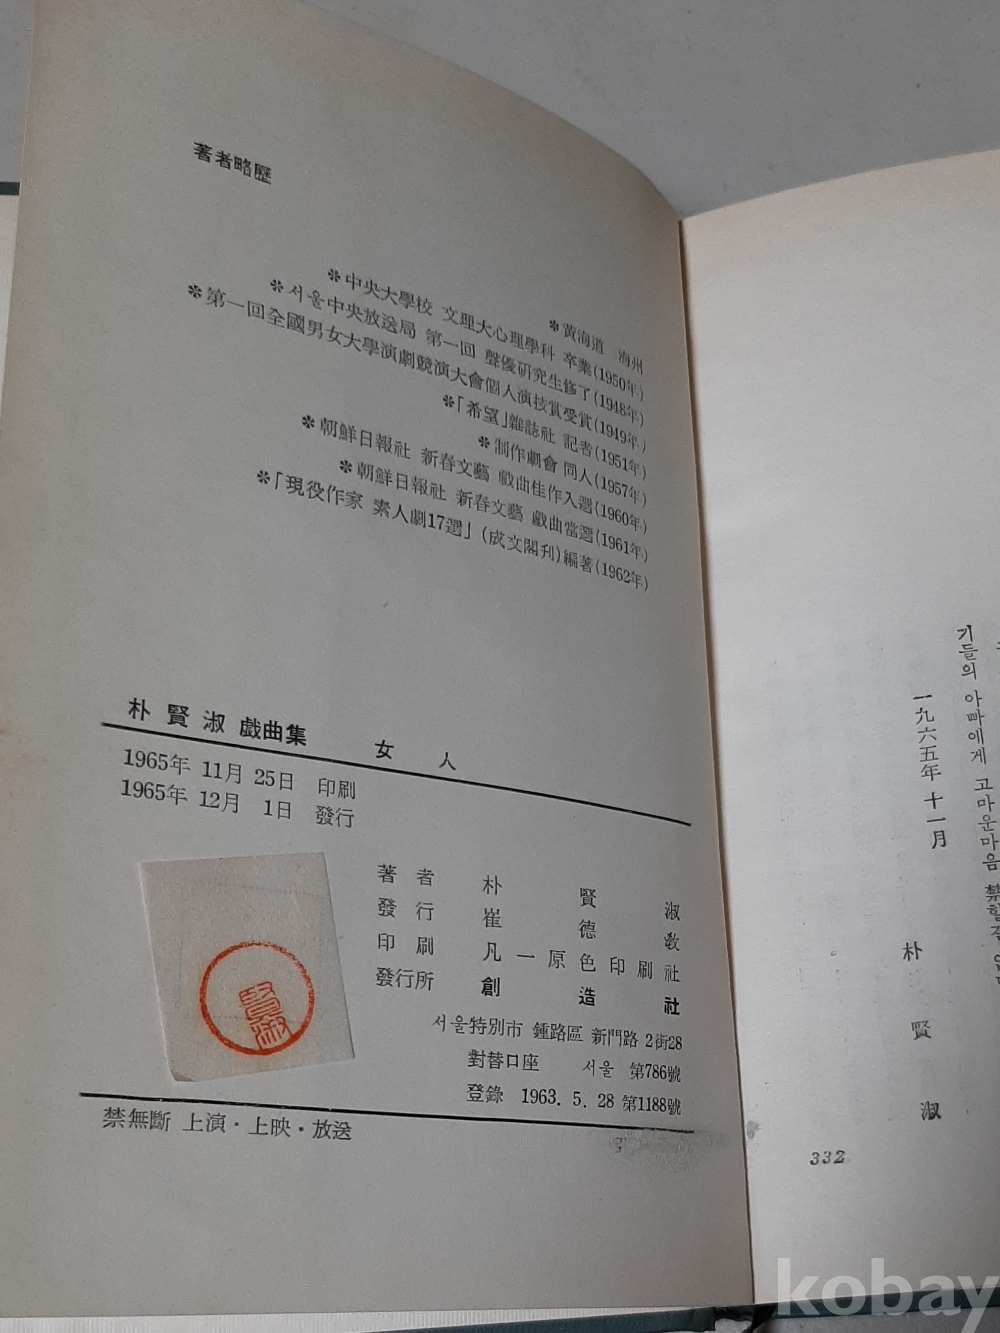 著者略歷
✽黃海道 海州
✽中央大學校 文理大心理學科 卒業(1950年)
✽서울中央放送局 第一回 聲優硏究生修了(1948年)
✽第一回全國男女大學演劇競演大會個人演技賞受賞(1949年)
✽「希望」雜誌社 記者(1951年)
✽制作劇會 同人(1957年)
✽朝鮮日報社 新春文藝 戱曲佳作入選(1960年)
✽朝鮮日報社 新春文藝 戱曲當選(1961年)
✽「現役作家 素人劇17選」(成文閣刊)編著(1962年)
朴賢淑 戱曲集 女人
1965年 11月 25日 印刷
1965年 12月 1日 發行
著者 朴賢淑
發行 崔德敎
印刷 凡一原色印刷社
發行所 創造社
서울特別市 鍾路區 新門路 2街28
對替口座 서울 第786號
登錄 1963. 5. 28 第1188號
賢淑
禁無斷 上演·上映·放送
기들의 아빠에게 고마운마음 禁할길
一九六五年 十一月
朴賢淑
332
kobay